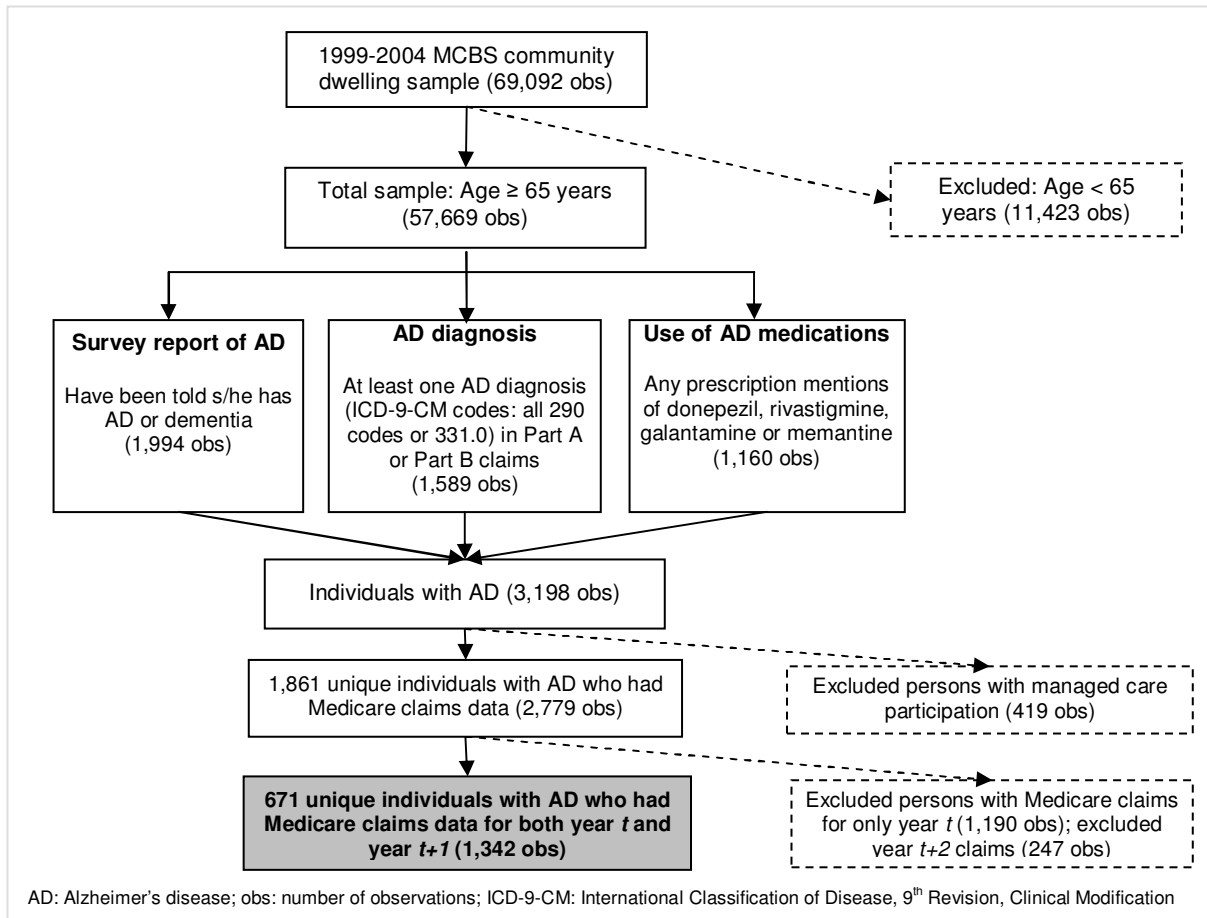 1999-2004 MCBS community
dwelling sample (69,092 obs)
Total sample: Age ≥ 65 years
(57,669 obs)
Excluded: Age < 65
years (11,423 obs)
Survey report of AD
Have been told s/he has
AD or dementia
(1,994 obs)
AD diagnosis
At least one AD diagnosis
(ICD-9-CM codes: all 290
codes or 331.0) in Part A
or Part B claims
(1,589 obs)
Use of AD medications
Any prescription mentions
of donepezil, rivastigmine,
galantamine or memantine
(1,160 obs)
Individuals with AD (3,198 obs)
1,861 unique individuals with AD who had
Medicare claims data (2,779 obs)
Excluded persons with managed care
participation (419 obs)
671 unique individuals with AD who had
Medicare claims data for both year t and
year t+1 (1,342 obs)
Excluded persons with Medicare claims
for only year t (1,190 obs); excluded
year t+2 claims (247 obs)
AD: Alzheimer's disease; obs: number of observations; ICD-9-CM: International Classification of Disease, 9th Revision, Clinical Modification